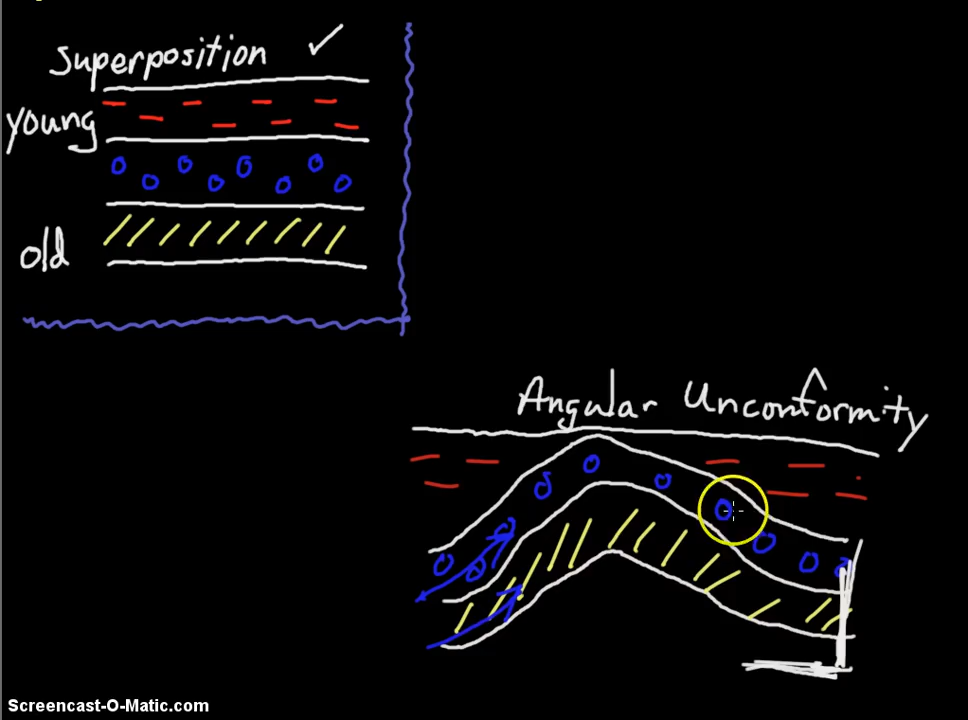 Superposition
young
old
Angular Unconformity
Screencast-O-Matic.com